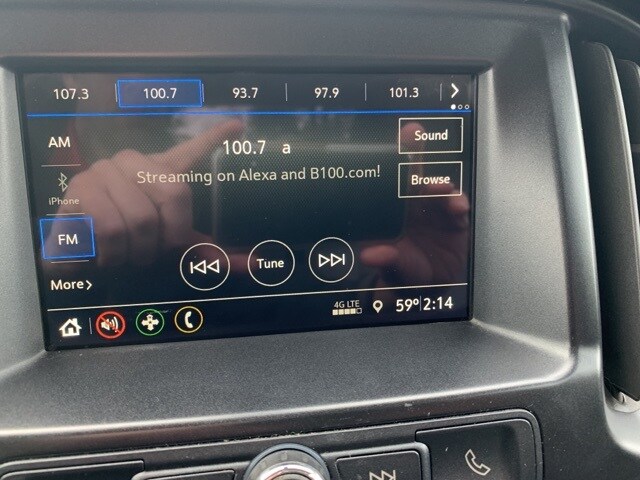 107.3 100.7 93.7 97.9 101.3
AM
100.7 a
Sound
Streaming on Alexa and B100.com!
Browse
iPhone
FM
Tune
More
4G LTE
59° 2:14